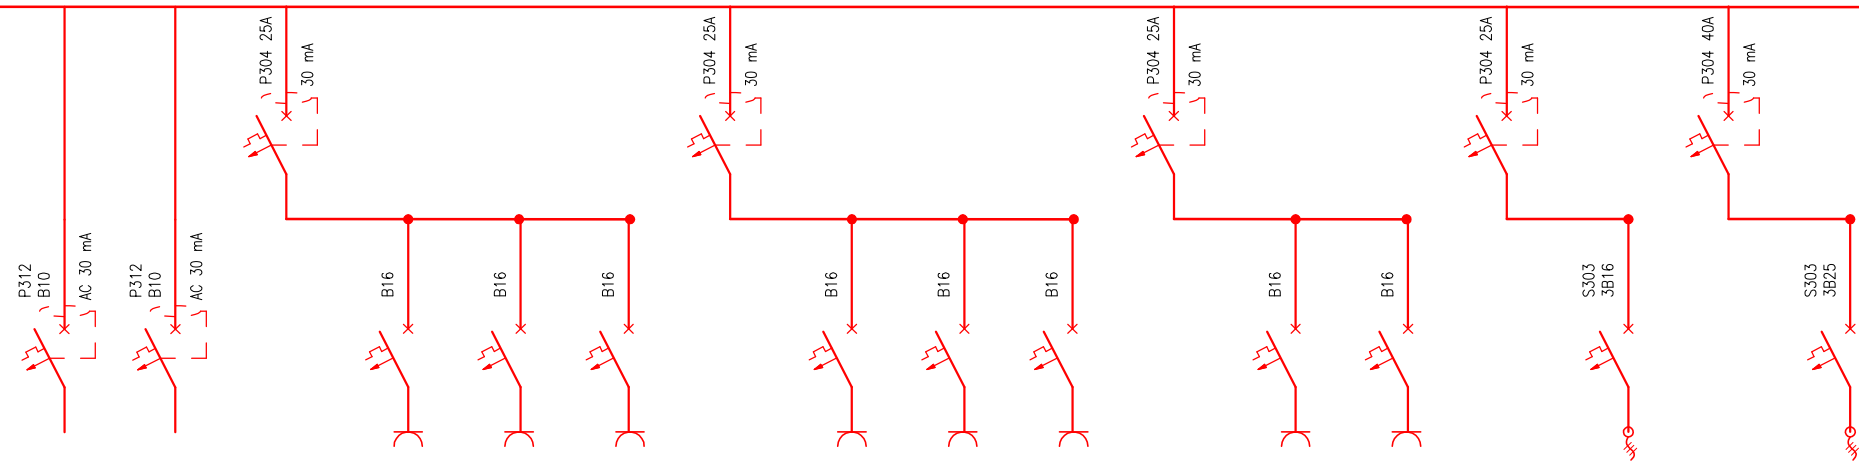 P312
B10
AC 30 mA
P312
B10
AC 30 mA
P304 25A
30 mA
B16
B16
B16
P304 25A
30 mA
B16
B16
B16
P304 25A
30 mA
B16
B16
P304 25A
30 mA
S303
3B16
P304 40A
30 mA
S303
3B25